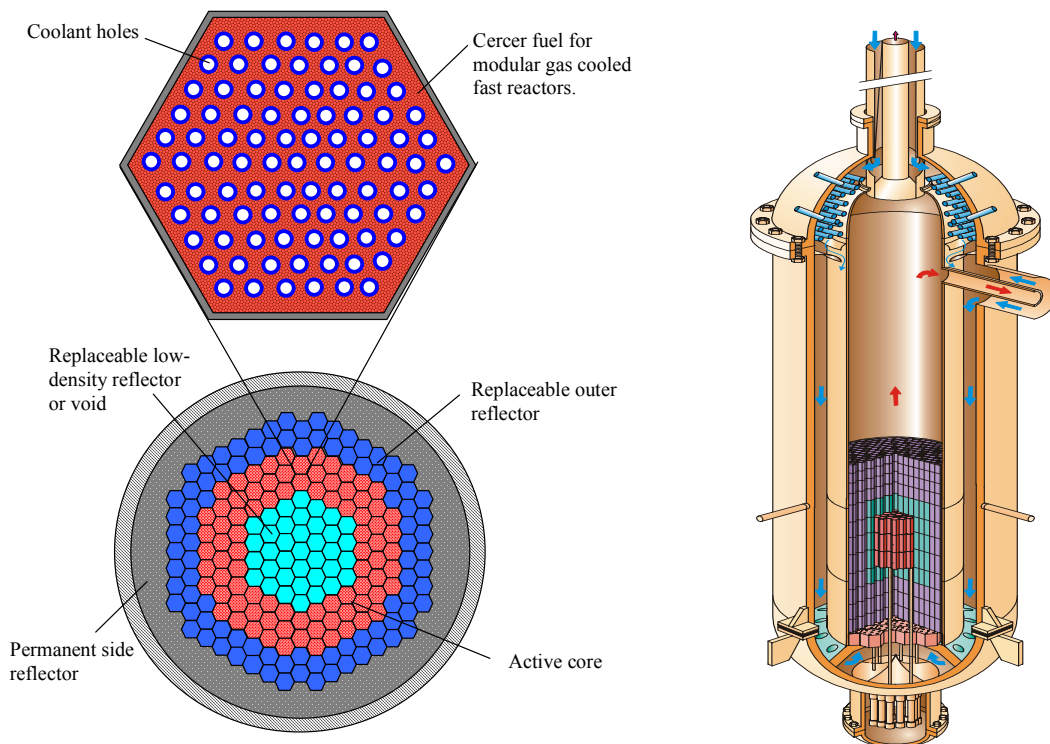 Coolant holes
Cercer fuel for
modular gas cooled
fast reactors.
Replaceable low-
density reflector
or void
Replaceable outer
reflector
Permanent side
reflector
Active core